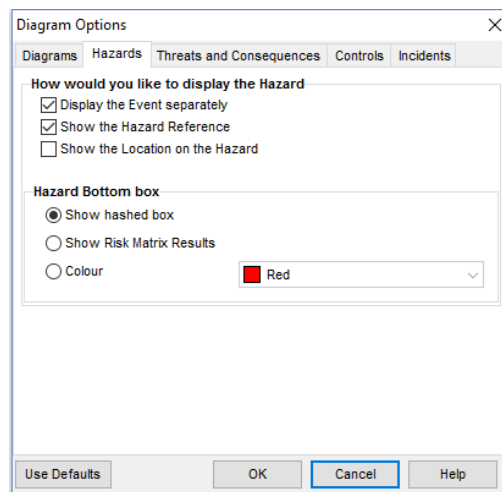 Diagram Options
Diagrams Hazards Threats and Consequences Controls Incidents
How would you like to display the Hazard
Display the Event separately
Show the Hazard Reference
Show the Location on the Hazard
Hazard Bottom box
Show hashed box
Show Risk Matrix Results
Colour Red
Use Defaults OK Cancel Help